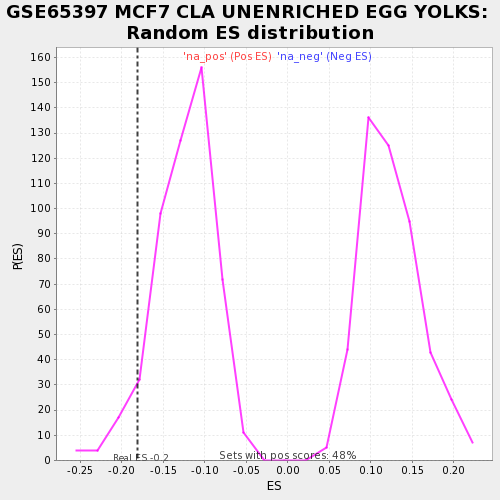 GSE65397 MCF7 CLA UNENRICHED EGG YOLKS:
Random ES distribution
'na_pos' (Pos ES) 'na_neg' (Neg ES)
160
150
140
130
120
110
100
90
80
70
60
50
40
30
20
10
0
P(ES)
Real ES -0.2
Sets with pos scores: 48%
-0.25 -0.20 -0.15 -0.10 -0.05 0.00 0.05 0.10 0.15 0.20
ES